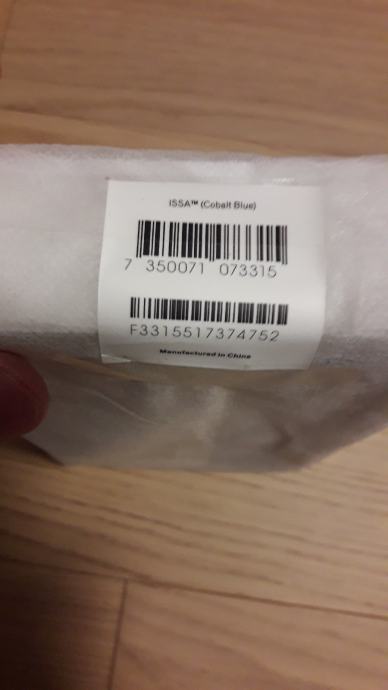 ISSA™ (Cobalt Blue)
7 350071 073315
F3315517374752
Manufactured in China